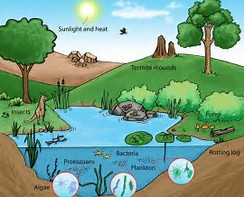 Sunlight and heat
Termite mounds
Insects
Fungi
Bacteria
Protozoans
Plankton
Rotting log
Algae